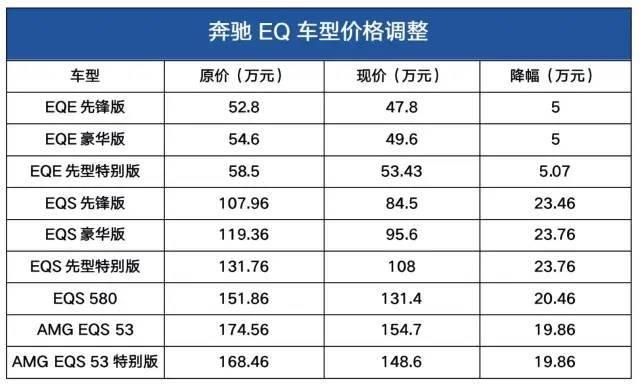 奔驰 EQ 车型价格调整
车型 原价（万元） 现价（万元） 降幅（万元）
EQE 先锋版 52.8 47.8 5
EQE 豪华版 54.6 49.6 5
EQE 先型特别版 58.5 53.43 5.07
EQS 先锋版 107.96 84.5 23.46
EQS 豪华版 119.36 95.6 23.76
EQS 先型特别版 131.76 108 23.76
EQS 580 151.86 131.4 20.46
AMG EQS 53 174.56 154.7 19.86
AMG EQS 53 特别版 168.46 148.6 19.86